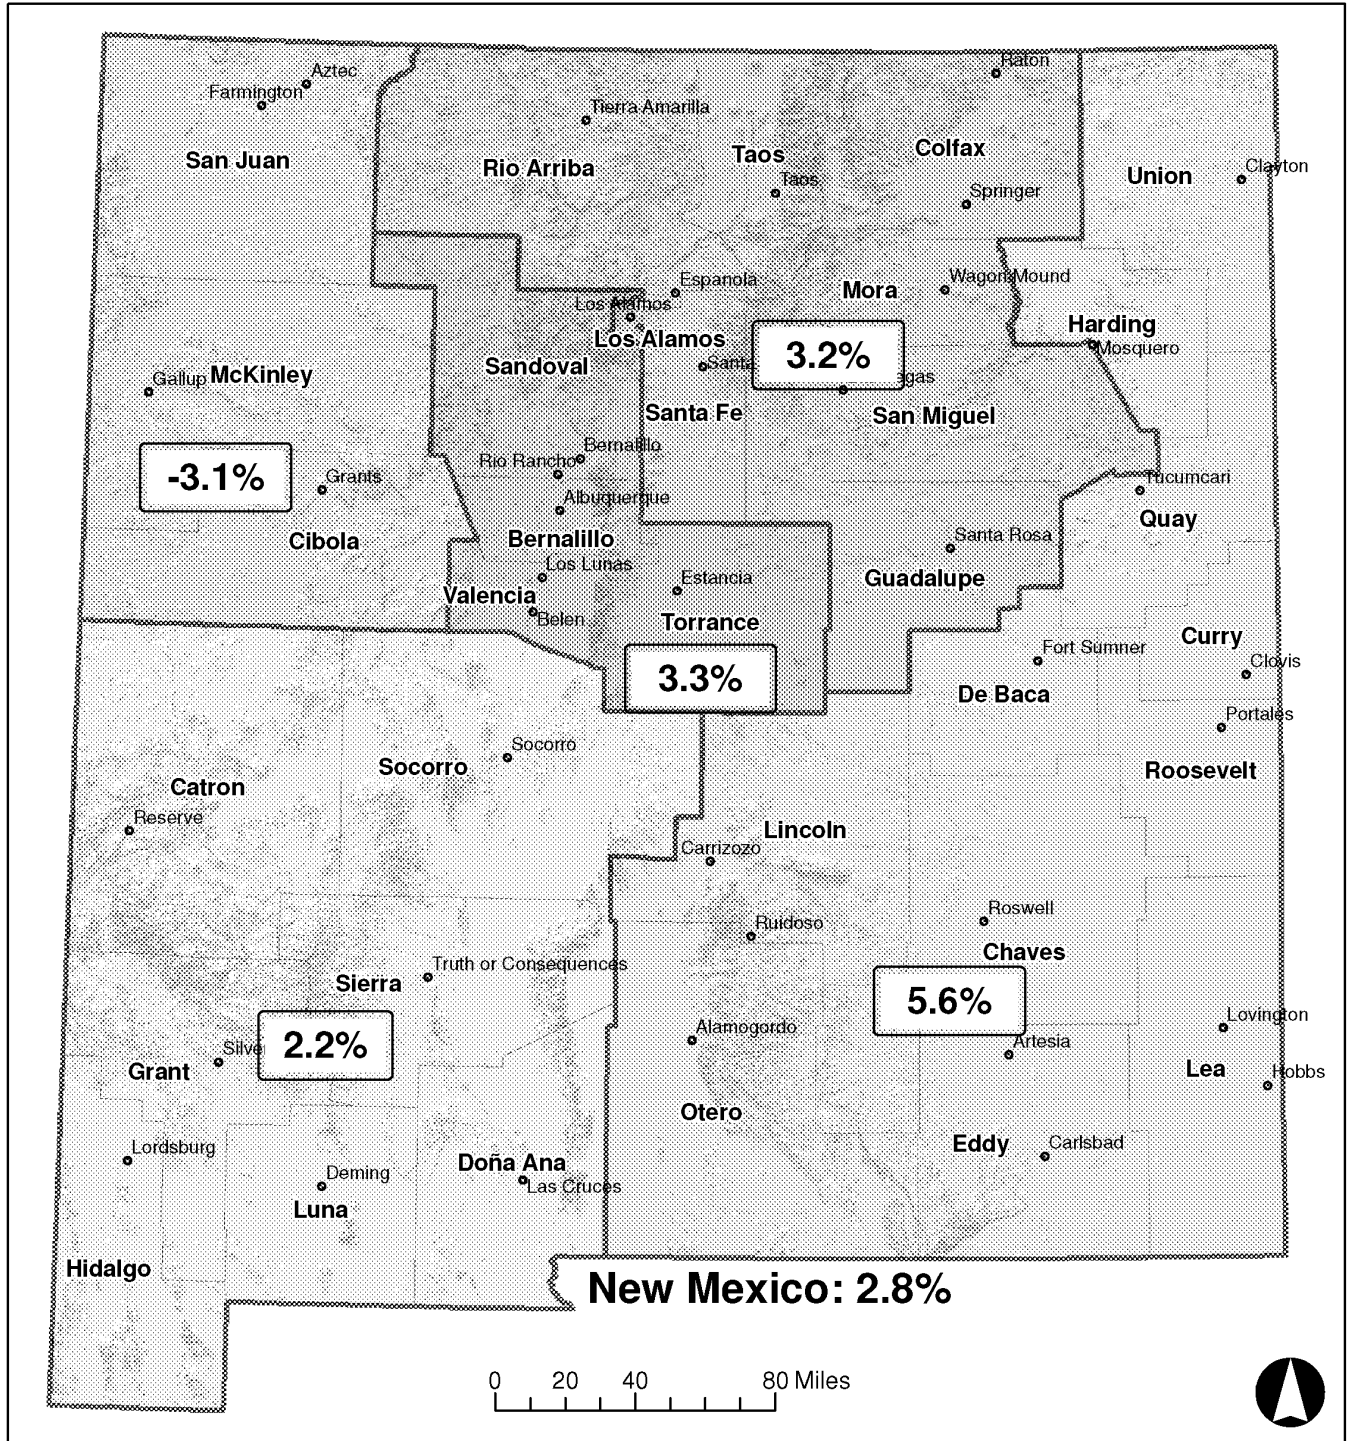 Raton
Aztec
Farmington
Tierra Amarilla
San Juan
Rio Arriba
Taos
Colfax
Union
Clayton
Taos
Springer
Espanola
Wagon Mound
Mora
Los Alamos
Los Alamos
Harding
Mosquero
Sandoval
3.2%
Santa
egas
Gallup
McKinley
Santa Fe
San Miguel
Bernalillo
Rio Rancho
-3.1%
Grants
Albuquerque
Tucumcari
Quay
Cibola
Bernalillo
Santa Rosa
Los Lunas
Estancia
Guadalupe
Valencia
Belen
Torrance
Curry
Fort Sumner
Clovis
3.3%
De Baca
Portales
Socorro
Socorro
Roosevelt
Catron
Reserve
Lincoln
Carrizozo
Roswell
Ruidoso
Chaves
Truth or Consequences
Sierra
5.6%
Lovington
Alamogordo
Artesia
Silve
2.2%
Grant
Lea
Hobbs
Otero
Lordsburg
Eddy
Carlsbad
Doña Ana
Deming
Las Cruces
Luna
Hidalgo
New Mexico: 2.8%
0 20 40 80 Miles